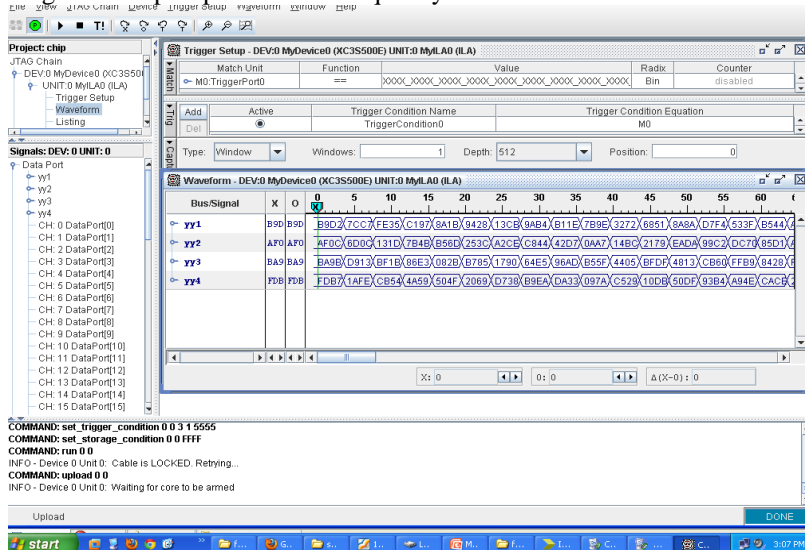 File View JTAG Chain Device Trigger Setup Waveform Window Help
T!
Project: chip
JTAG Chain
DEV:0 MyDevice0 (XC3S50
UNIT:0 MyILA0 (ILA)
Trigger Setup
Waveform
Listing
Signals: DEV: 0 UNIT: 0
Data Port
yy1
yy2
yy3
yy4
CH: 0 DataPort[0]
CH: 1 DataPort[1]
CH: 2 DataPort[2]
CH: 3 DataPort[3]
CH: 4 DataPort[4]
CH: 5 DataPort[5]
CH: 6 DataPort[6]
CH: 7 DataPort[7]
CH: 8 DataPort[8]
CH: 9 DataPort[9]
CH: 10 DataPort[10]
CH: 11 DataPort[11]
CH: 12 DataPort[12]
CH: 13 DataPort[13]
CH: 14 DataPort[14]
CH: 15 DataPort[15]
Trigger Setup - DEV:0 MyDevice0 (XC3S500E) UNIT:0 MyILA0 (ILA)
Match
Match Unit Function Value Radix Counter
M0:TriggerPort0 == XXXX_XXXX_XXXX_XXXX_XXXX_XXXX_XXXX_XXXX Bin disabled
Trig
Add Active Trigger Condition Name Trigger Condition Equation
Del TriggerCondition0 M0
Capt
Type: Window Windows: 1 Depth: 512 Position: 0
Waveform - DEV:0 MyDevice0 (XC3S500E) UNIT:0 MyILA0 (ILA)
Bus/Signal X O 0 5 10 15 20 25 30 35 40 45 50 55 60
yy1 B9D B9D B9D2 7CC7 FE35 C197 8A1B 9428 13CB 9AB4 B11E 7B9E 3272 6851 8A8A D7F4 533F B544
yy2 AF0 AF0 AF0C 6D0C 131D 7B4B B56D 253C A2CE C844 42D7 0AA7 14BC 2179 EADA 99C2 DC70 85D1
yy3 BA9 BA9 BA9B D913 BF1B 86E3 082B B785 1790 64E5 96AD B55F 4405 BFDF 4813 CB60 FFB9 8428
yy4 FDB FDB FDB7 1AFE CB54 4A59 504F 2069 D738 B9EA DA33 097A C529 10DB 50DF 93B4 A94E CACB
X: 0 O: 0 Δ(X-O): 0
COMMAND: set_trigger_condition 0 0 3 1 5555
COMMAND: set_storage_condition 0 0 FFFF
COMMAND: run 0 0
INFO - Device 0 Unit 0: Cable is LOCKED. Retrying...
COMMAND: upload 0 0
INFO - Device 0 Unit 0: Waiting for core to be armed
Upload DONE
start f... G.. s.. 1.. L.. M.. f... I... C.. C.. 3:07 PM